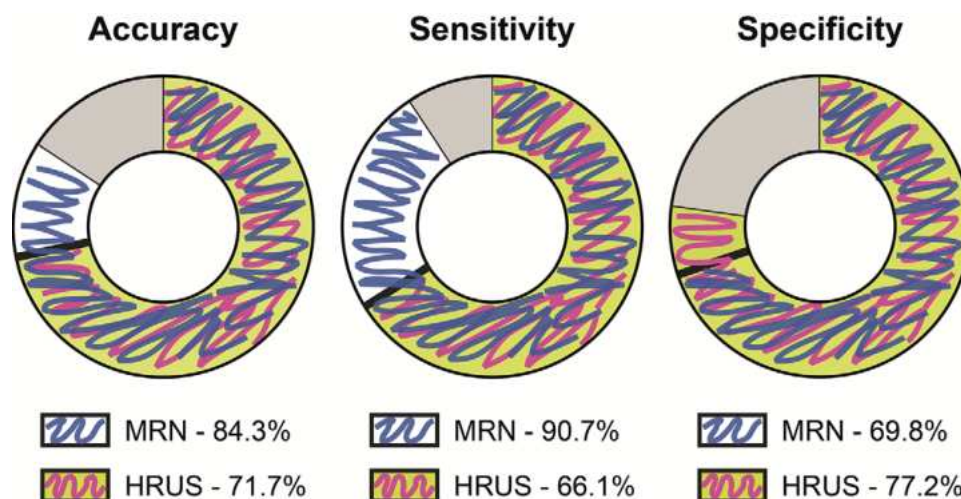 Accuracy Sensitivity Specificity
MRN - 84.3% MRN - 90.7% MRN - 69.8%
HRUS - 71.7% HRUS - 66.1% HRUS - 77.2%